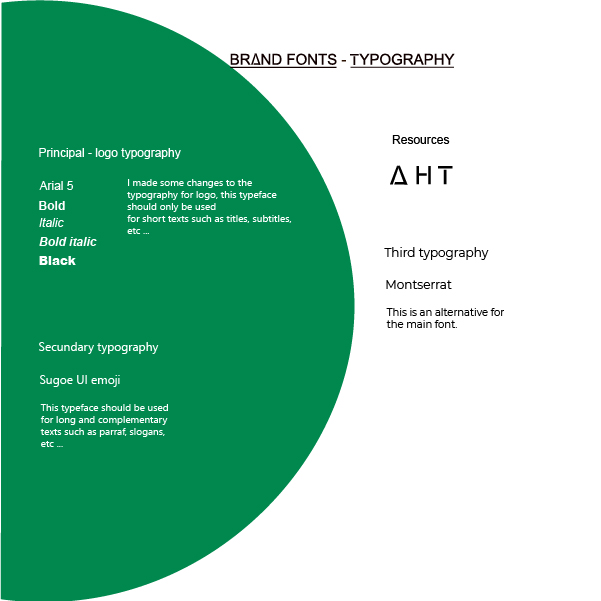 BRΔND FONTS - TYPOGRAPHY
Principal - logo typography
Arial 5
Bold
Italic
Bold italic
Black
I made some changes to the
typography for logo, this typeface
should only be used
for short texts such as titles, subtitles,
etc ...
Secundary typography
Sugoe UI emoji
This typeface should be used
for long and complementary
texts such as parraf, slogans,
etc ...
Resources
Δ H T
Third typography
Montserrat
This is an alternative for
the main font.